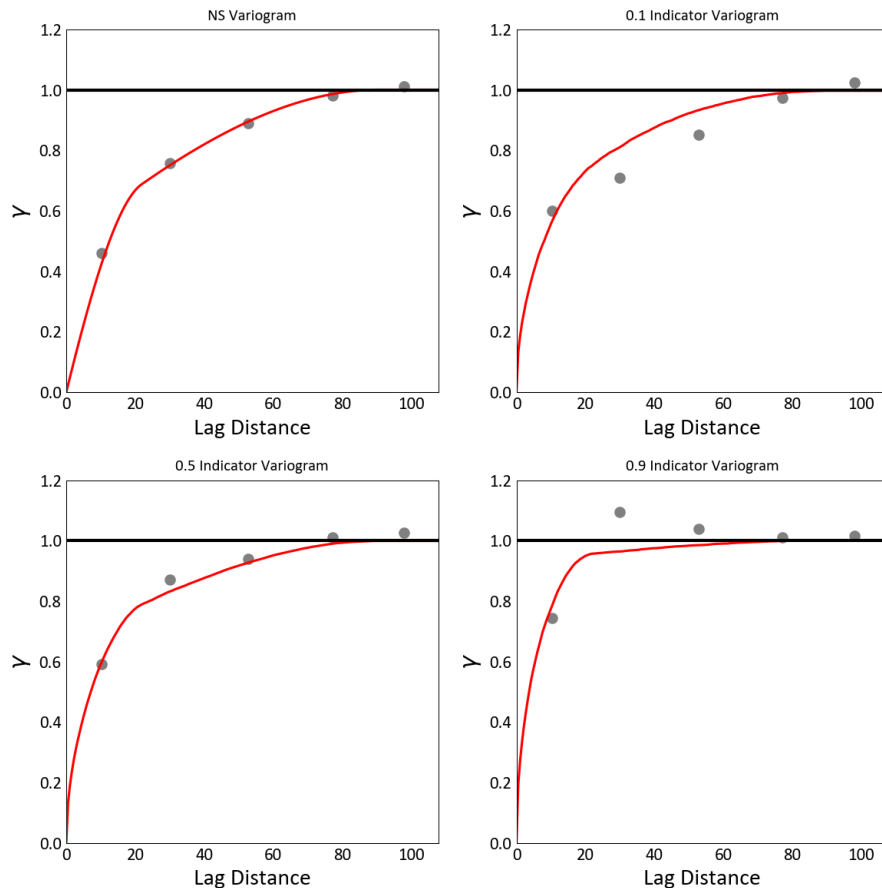 NS Variogram
1.2
1.0
0.8
0.6
0.4
0.2
0.0
γ
0 20 40 60 80 100
Lag Distance
0.1 Indicator Variogram
1.2
1.0
0.8
0.6
0.4
0.2
0.0
γ
0 20 40 60 80 100
Lag Distance
0.5 Indicator Variogram
1.2
1.0
0.8
0.6
0.4
0.2
0.0
γ
0 20 40 60 80 100
Lag Distance
0.9 Indicator Variogram
1.2
1.0
0.8
0.6
0.4
0.2
0.0
γ
0 20 40 60 80 100
Lag Distance